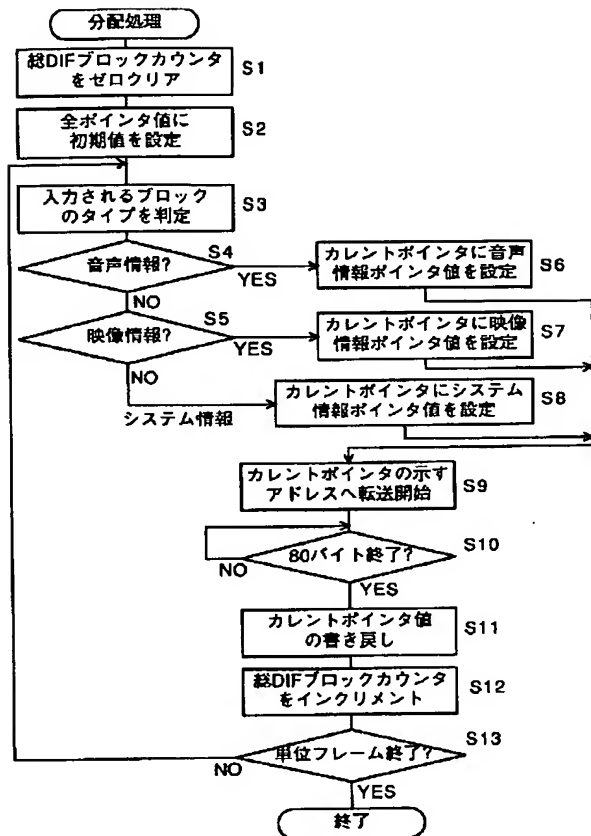 分配処理
総DIFブロックカウンタ
をゼロクリア
S1
全ポインタ値に
初期値を設定
S2
入力されるブロック
のタイプを判定
S3
音声情報?
S4
YES
NO
カレントポインタに音声
情報ポインタ値を設定
S6
映像情報?
S5
YES
NO
カレントポインタに映像
情報ポインタ値を設定
S7
システム情報
カレントポインタにシステム
情報ポインタ値を設定
S8
カレントポインタの示す
アドレスへ転送開始
S9
80バイト終了?
S10
NO
YES
カレントポインタ値
の書き戻し
S11
総DIFブロックカウンタ
をインクリメント
S12
単位フレーム終了?
S13
NO
YES
終了